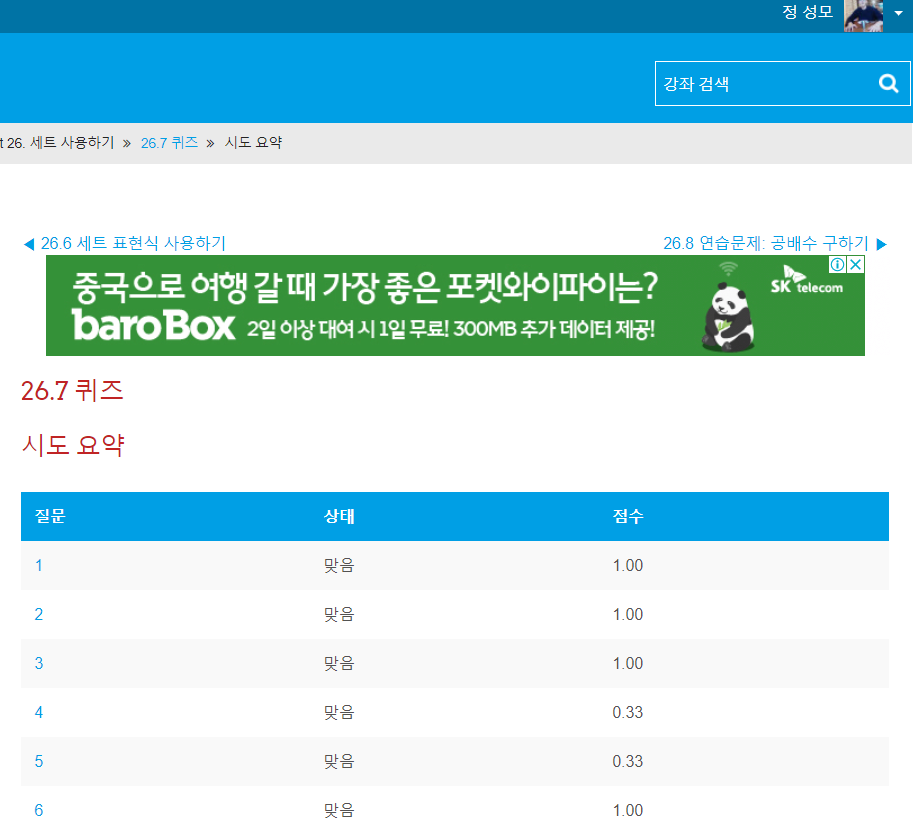 정 성모
강좌 검색
t 26. 세트 사용하기 » 26.7 퀴즈 » 시도 요약
◀ 26.6 세트 표현식 사용하기
26.8 연습문제: 공배수 구하기 ▶
중국으로 여행 갈 때 가장 좋은 포켓와이파이는?
baro Box 2일 이상 대여 시 1일 무료! 300MB 추가 데이터 제공!
SK telecom
26.7 퀴즈
시도 요약
질문 상태 점수
1 맞음 1.00
2 맞음 1.00
3 맞음 1.00
4 맞음 0.33
5 맞음 0.33
6 맞음 1.00